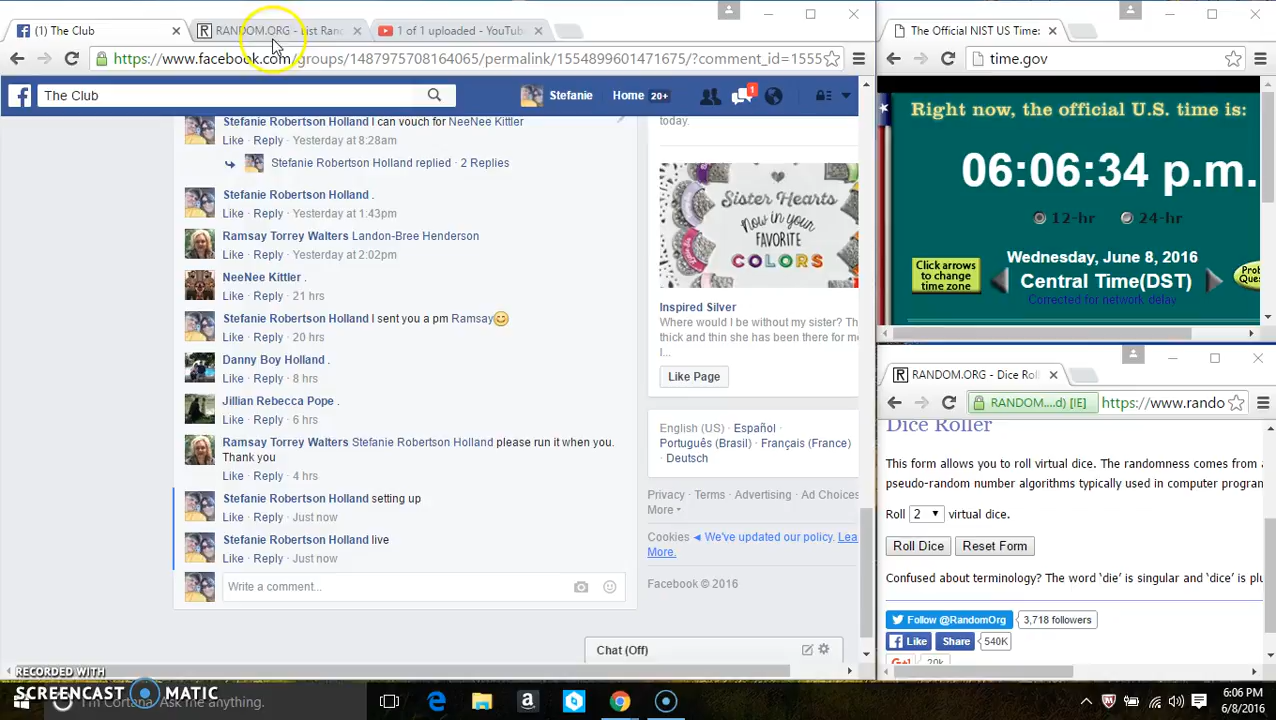 (1) The Club
RANDOM.ORG - List Ran
1 of 1 uploaded - YouTub
https://www.facebook.com/groups/1487975708164065/permalink/1554899601471675/?comment_id=1555
The Club
Stefanie
Home 20+
1
Stefanie Robertson Holland I can vouch for NeeNee Kittler
Like · Reply · Yesterday at 8:28am
Stefanie Robertson Holland replied · 2 Replies
Stefanie Robertson Holland .
Like · Reply · Yesterday at 1:43pm
Ramsay Torrey Walters Landon-Bree Henderson
Like · Reply · Yesterday at 2:02pm
NeeNee Kittler .
Like · Reply · 21 hrs
Stefanie Robertson Holland I sent you a pm Ramsay😊
Like · Reply · 20 hrs
Danny Boy Holland .
Like · Reply · 8 hrs
Jillian Rebecca Pope .
Like · Reply · 6 hrs
Ramsay Torrey Walters Stefanie Robertson Holland please run it when you.
Thank you
Like · Reply · 4 hrs
Stefanie Robertson Holland setting up
Like · Reply · Just now
Stefanie Robertson Holland live
Like · Reply · Just now
Write a comment...
today.
Sister Hearts
Now in your
FAVORITE
COLORS
Inspired Silver
Where would I be without my sister? Th
thick and thin she has been there for me
I...
Like Page
English (US) · Español ·
Português (Brasil) · Français (France) ·
Deutsch
Privacy · Terms · Advertising · Ad Choices
More
Cookies ◄ We've updated our policy. Lea
More.
Facebook © 2016
Chat (Off)
The Official NIST US Time:
time.gov
Right now, the official U.S. time is:
06:06:34 p.m.
12-hr 24-hr
Click arrows
to change
time zone
Wednesday, June 8, 2016
Central Time(DST)
Corrected for network delay
Prob
Ques
RANDOM.ORG - Dice Roll
RANDOM....d) [IE] https://www.rando
Dice Roller
This form allows you to roll virtual dice. The randomness comes from a
pseudo-random number algorithms typically used in computer program
Roll 2 virtual dice.
Roll Dice Reset Form
Confused about terminology? The word 'die' is singular and 'dice' is plu
Follow @RandomOrg 3,718 followers
Like Share 540K
20k
RECORDED WITH
SCREENCAST MATIC
I'm Cortana. Ask me anything.
6:06 PM
6/8/2016